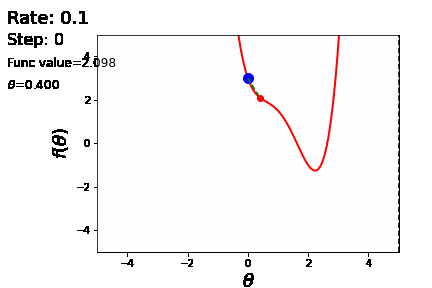 Rate: 0.1
Step: 0
Func value=2.098
θ=0.400
4
2
0
−2
−4
f(θ)
−4 −2 0 2 4
θ